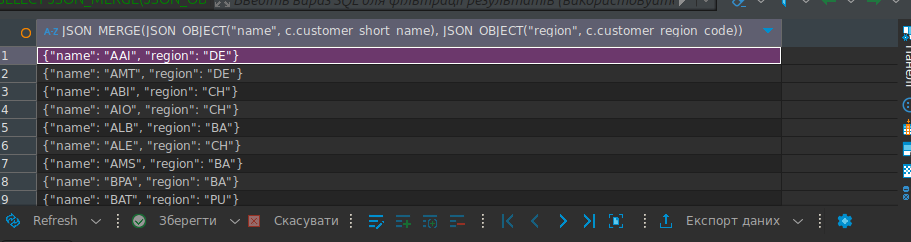 SELECT JSON_MERGE(JSON_OB Введіть вираз SQL для фільтрації результатів (використовуйте
A-Z JSON_MERGE(JSON_OBJECT("name", c.customer_short_name), JSON_OBJECT("region", c.customer_region_code))
1 {"name": "AAI", "region": "DE"}
2 {"name": "AMT", "region": "DE"}
3 {"name": "ABI", "region": "CH"}
4 {"name": "AIO", "region": "CH"}
5 {"name": "ALB", "region": "BA"}
6 {"name": "ALE", "region": "CH"}
7 {"name": "AMS", "region": "BA"}
8 {"name": "BPA", "region": "BA"}
9 {"name": "BAT", "region": "PU"}
Панелі
Refresh Зберегти Скасувати Експорт даних